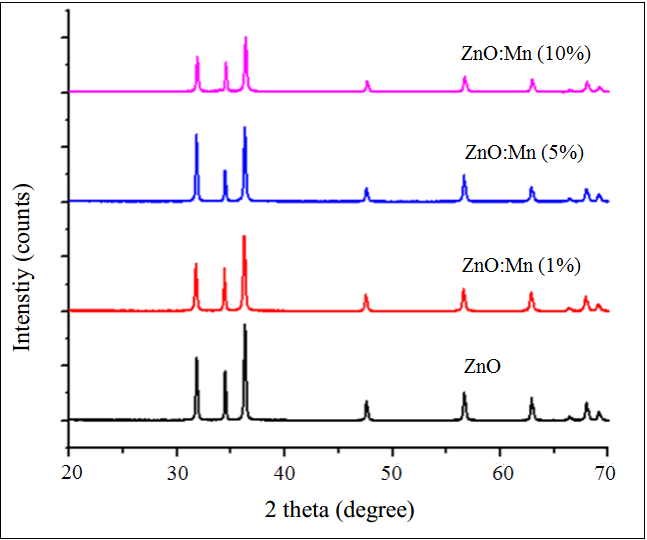 ZnO:Mn (10%)
ZnO:Mn (5%)
ZnO:Mn (1%)
ZnO
Intenstiy (counts)
20 30 40 50 60 70
2 theta (degree)